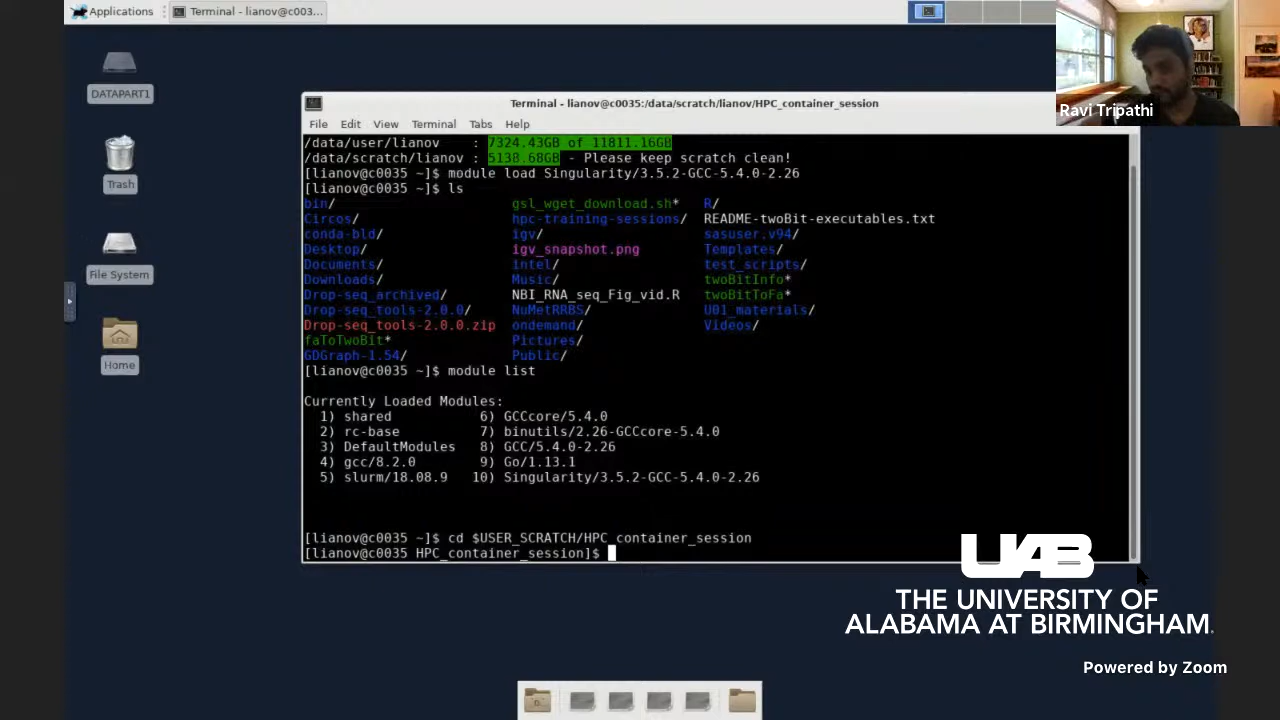 Applications
Terminal - lianov@c003...
DATAPART1
Trash
File System
Home
Terminal - lianov@c0035:/data/scratch/lianov/HPC_container_session
File Edit View Terminal Tabs Help
/data/user/lianov : 7324.43GB of 11811.16GB
/data/scratch/lianov : 5138.68GB - Please keep scratch clean!
[lianov@c0035 ~]$ module load Singularity/3.5.2-GCC-5.4.0-2.26
[lianov@c0035 ~]$ ls
bin/ gsl_wget_download.sh* R/
Circos/ hpc-training-sessions/ README-twoBit-executables.txt
conda-bld/ igv/ sasuser.v94/
Desktop/ igv_snapshot.png Templates/
Documents/ intel/ test_scripts/
Downloads/ Music/ twoBitInfo*
Drop-seq_archived/ NBI_RNA_seq_Fig_vid.R twoBitToFa*
Drop-seq_tools-2.0.0/ NuMetRRBS/ U01_materials/
Drop-seq_tools-2.0.0.zip ondemand/ Videos/
faToTwoBit* Pictures/
GDGraph-1.54/ Public/
[lianov@c0035 ~]$ module list
Currently Loaded Modules:
1) shared 6) GCCcore/5.4.0
2) rc-base 7) binutils/2.26-GCCcore-5.4.0
3) DefaultModules 8) GCC/5.4.0-2.26
4) gcc/8.2.0 9) Go/1.13.1
5) slurm/18.08.9 10) Singularity/3.5.2-GCC-5.4.0-2.26
[lianov@c0035 ~]$ cd $USER_SCRATCH/HPC_container_session
[lianov@c0035 HPC_container_session]$
Ravi Tripathi
UAB
THE UNIVERSITY OF
ALABAMA AT BIRMINGHAM.
Powered by Zoom